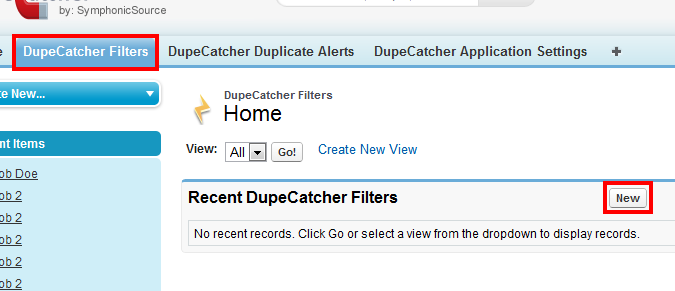 by: SymphonicSource
DupeCatcher Filters DupeCatcher Duplicate Alerts DupeCatcher Application Settings +
te New...
DupeCatcher Filters
Home
nt Items
View: All Go! Create New View
ob Doe
ob 2
Recent DupeCatcher Filters New
ob 2
ob 2
No recent records. Click Go or select a view from the dropdown to display records.
ob 2
ob 2